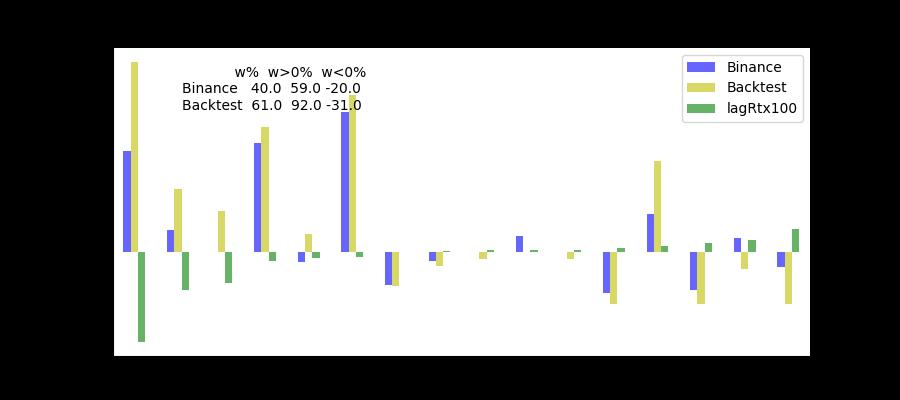 w%  w>0%  w<0%
Binance   40.0  59.0 -20.0
Backtest  61.0  92.0 -31.0
Binance
Backtest
lagRtx100